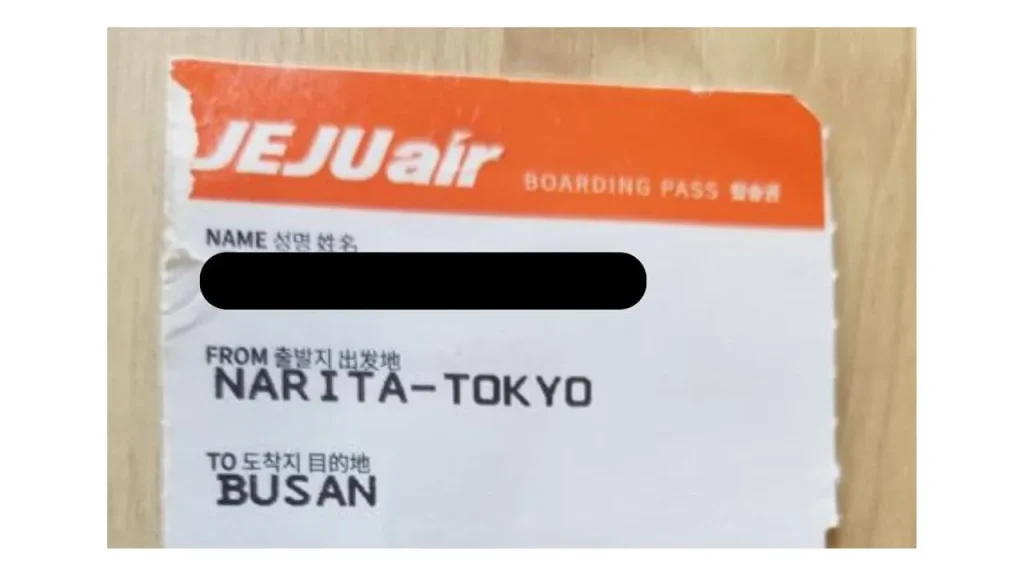 JEJUair
BOARDING PASS 탑승권
NAME 성명 姓名
FROM 출발지 出发地
NARITA-TOKYO
TO 도착지 目的地
BUSAN